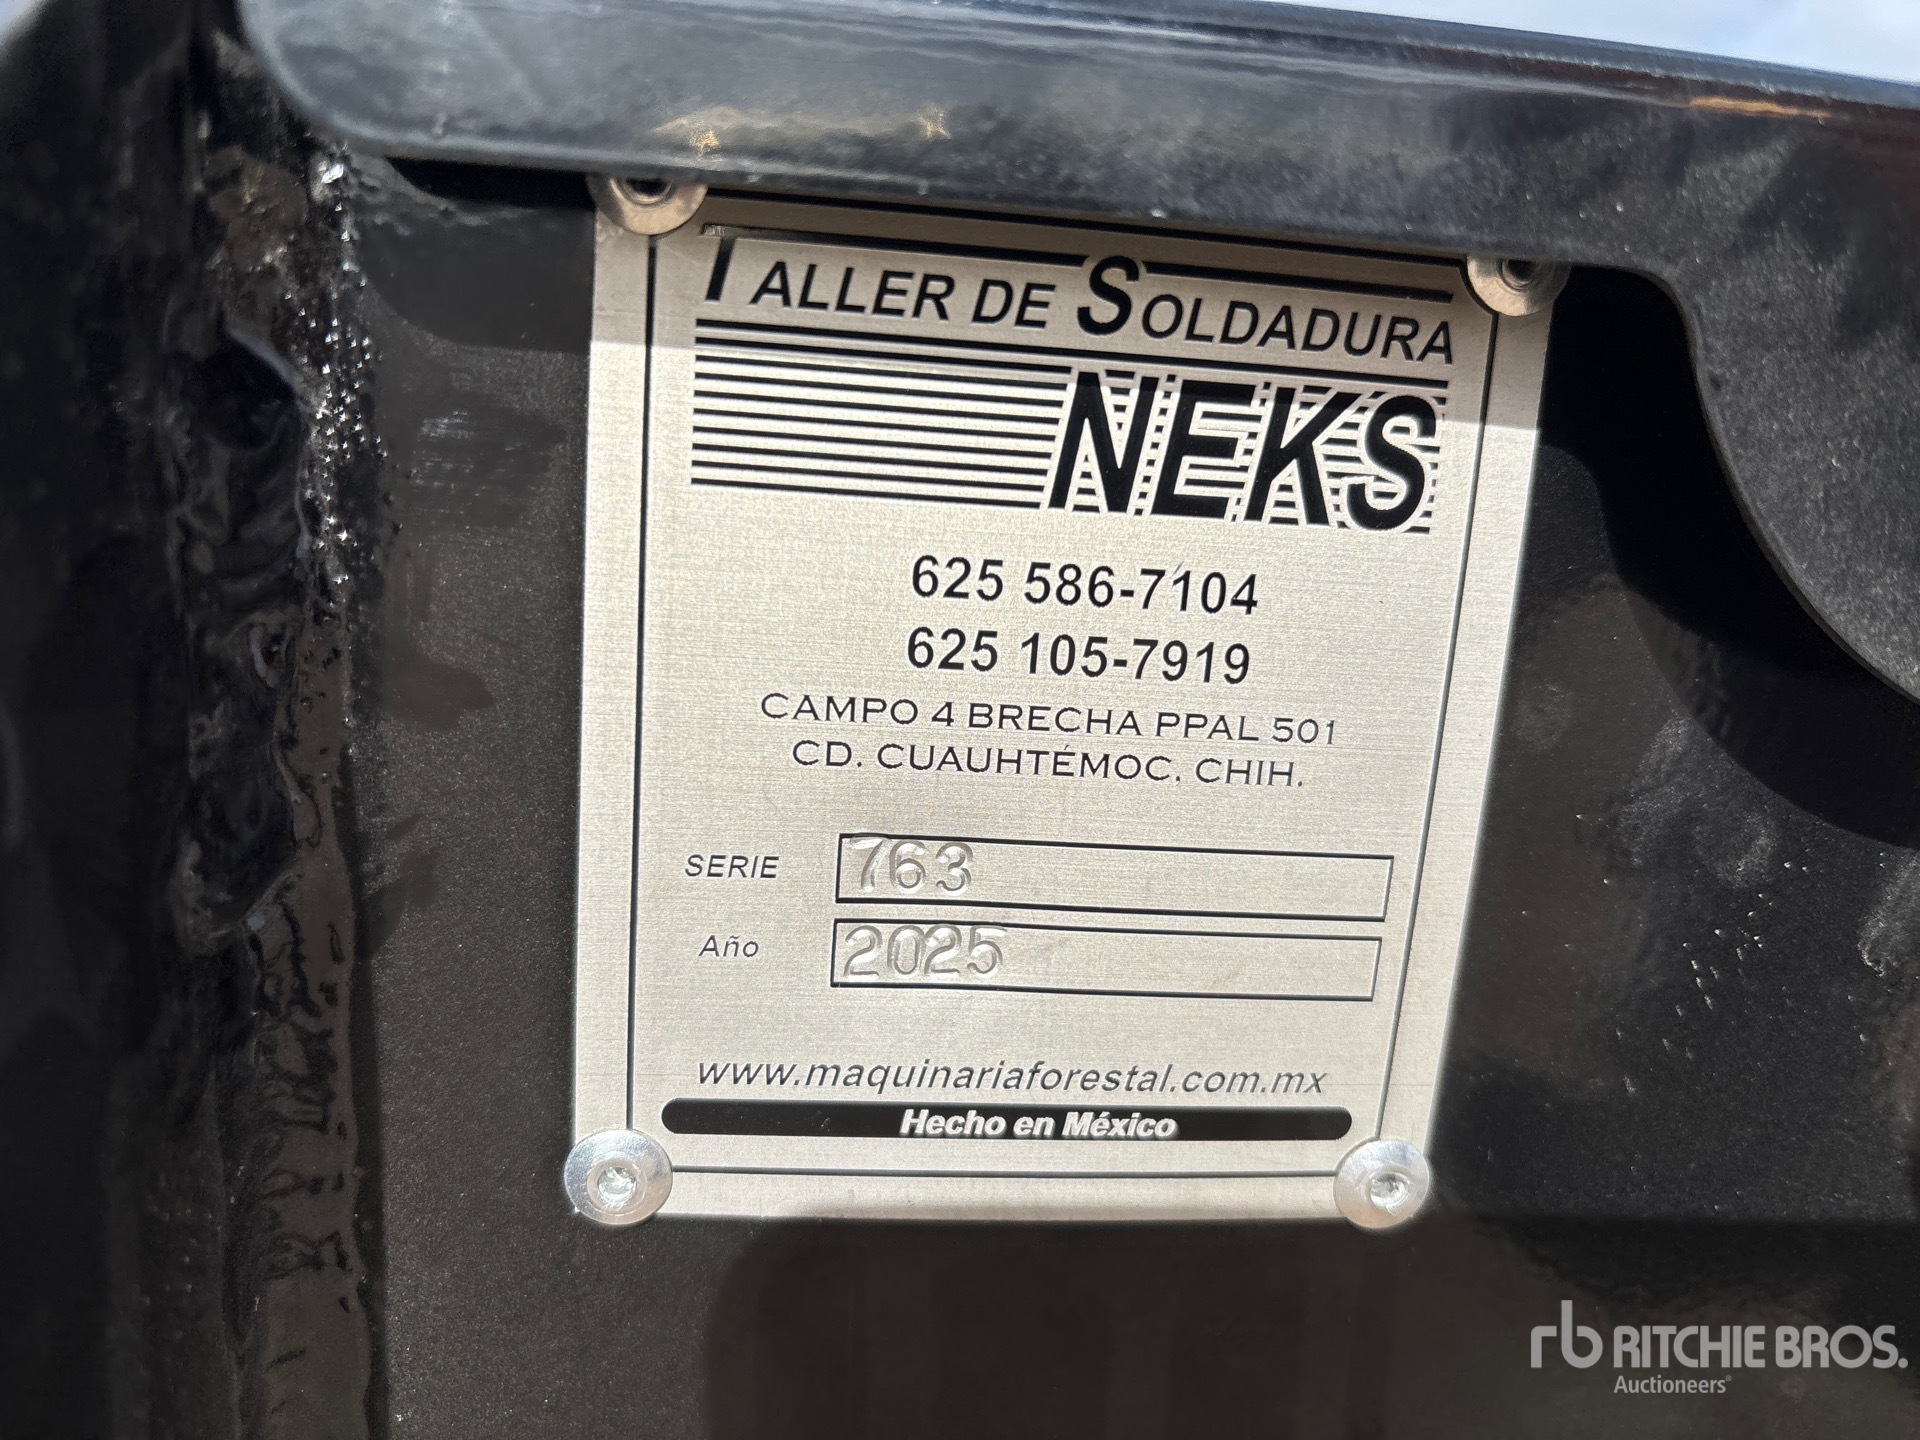 TALLER DE SOLDADURA
NEKS
625 586-7104
625 105-7919
CAMPO 4 BRECHA PPAL 501
CD. CUAUHTÉMOC, CHIH.
SERIE 763
Año 2025
www.maquinariaforestal.com.mx
Hecho en México
rb RITCHIE BROS.
Auctioneers